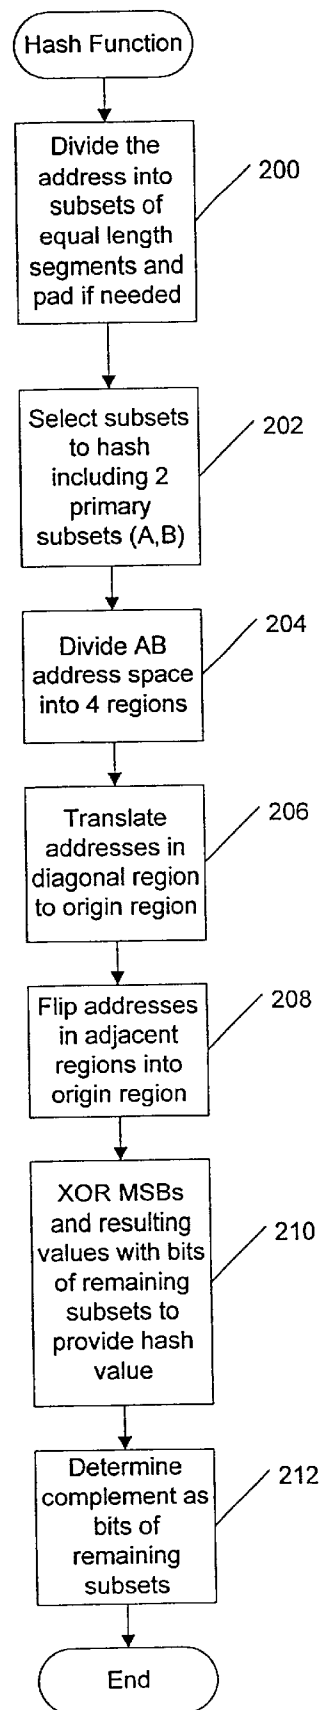 Hash Function
Divide the
address into
subsets of
equal length
segments and
pad if needed
200
Select subsets
to hash
including 2
primary
subsets (A,B)
202
Divide AB
address space
into 4 regions
204
Translate
addresses in
diagonal region
to origin region
206
Flip addresses
in adjacent
regions into
origin region
208
XOR MSBs
and resulting
values with bits
of remaining
subsets to
provide hash
value
210
Determine
complement as
bits of
remaining
subsets
212
End